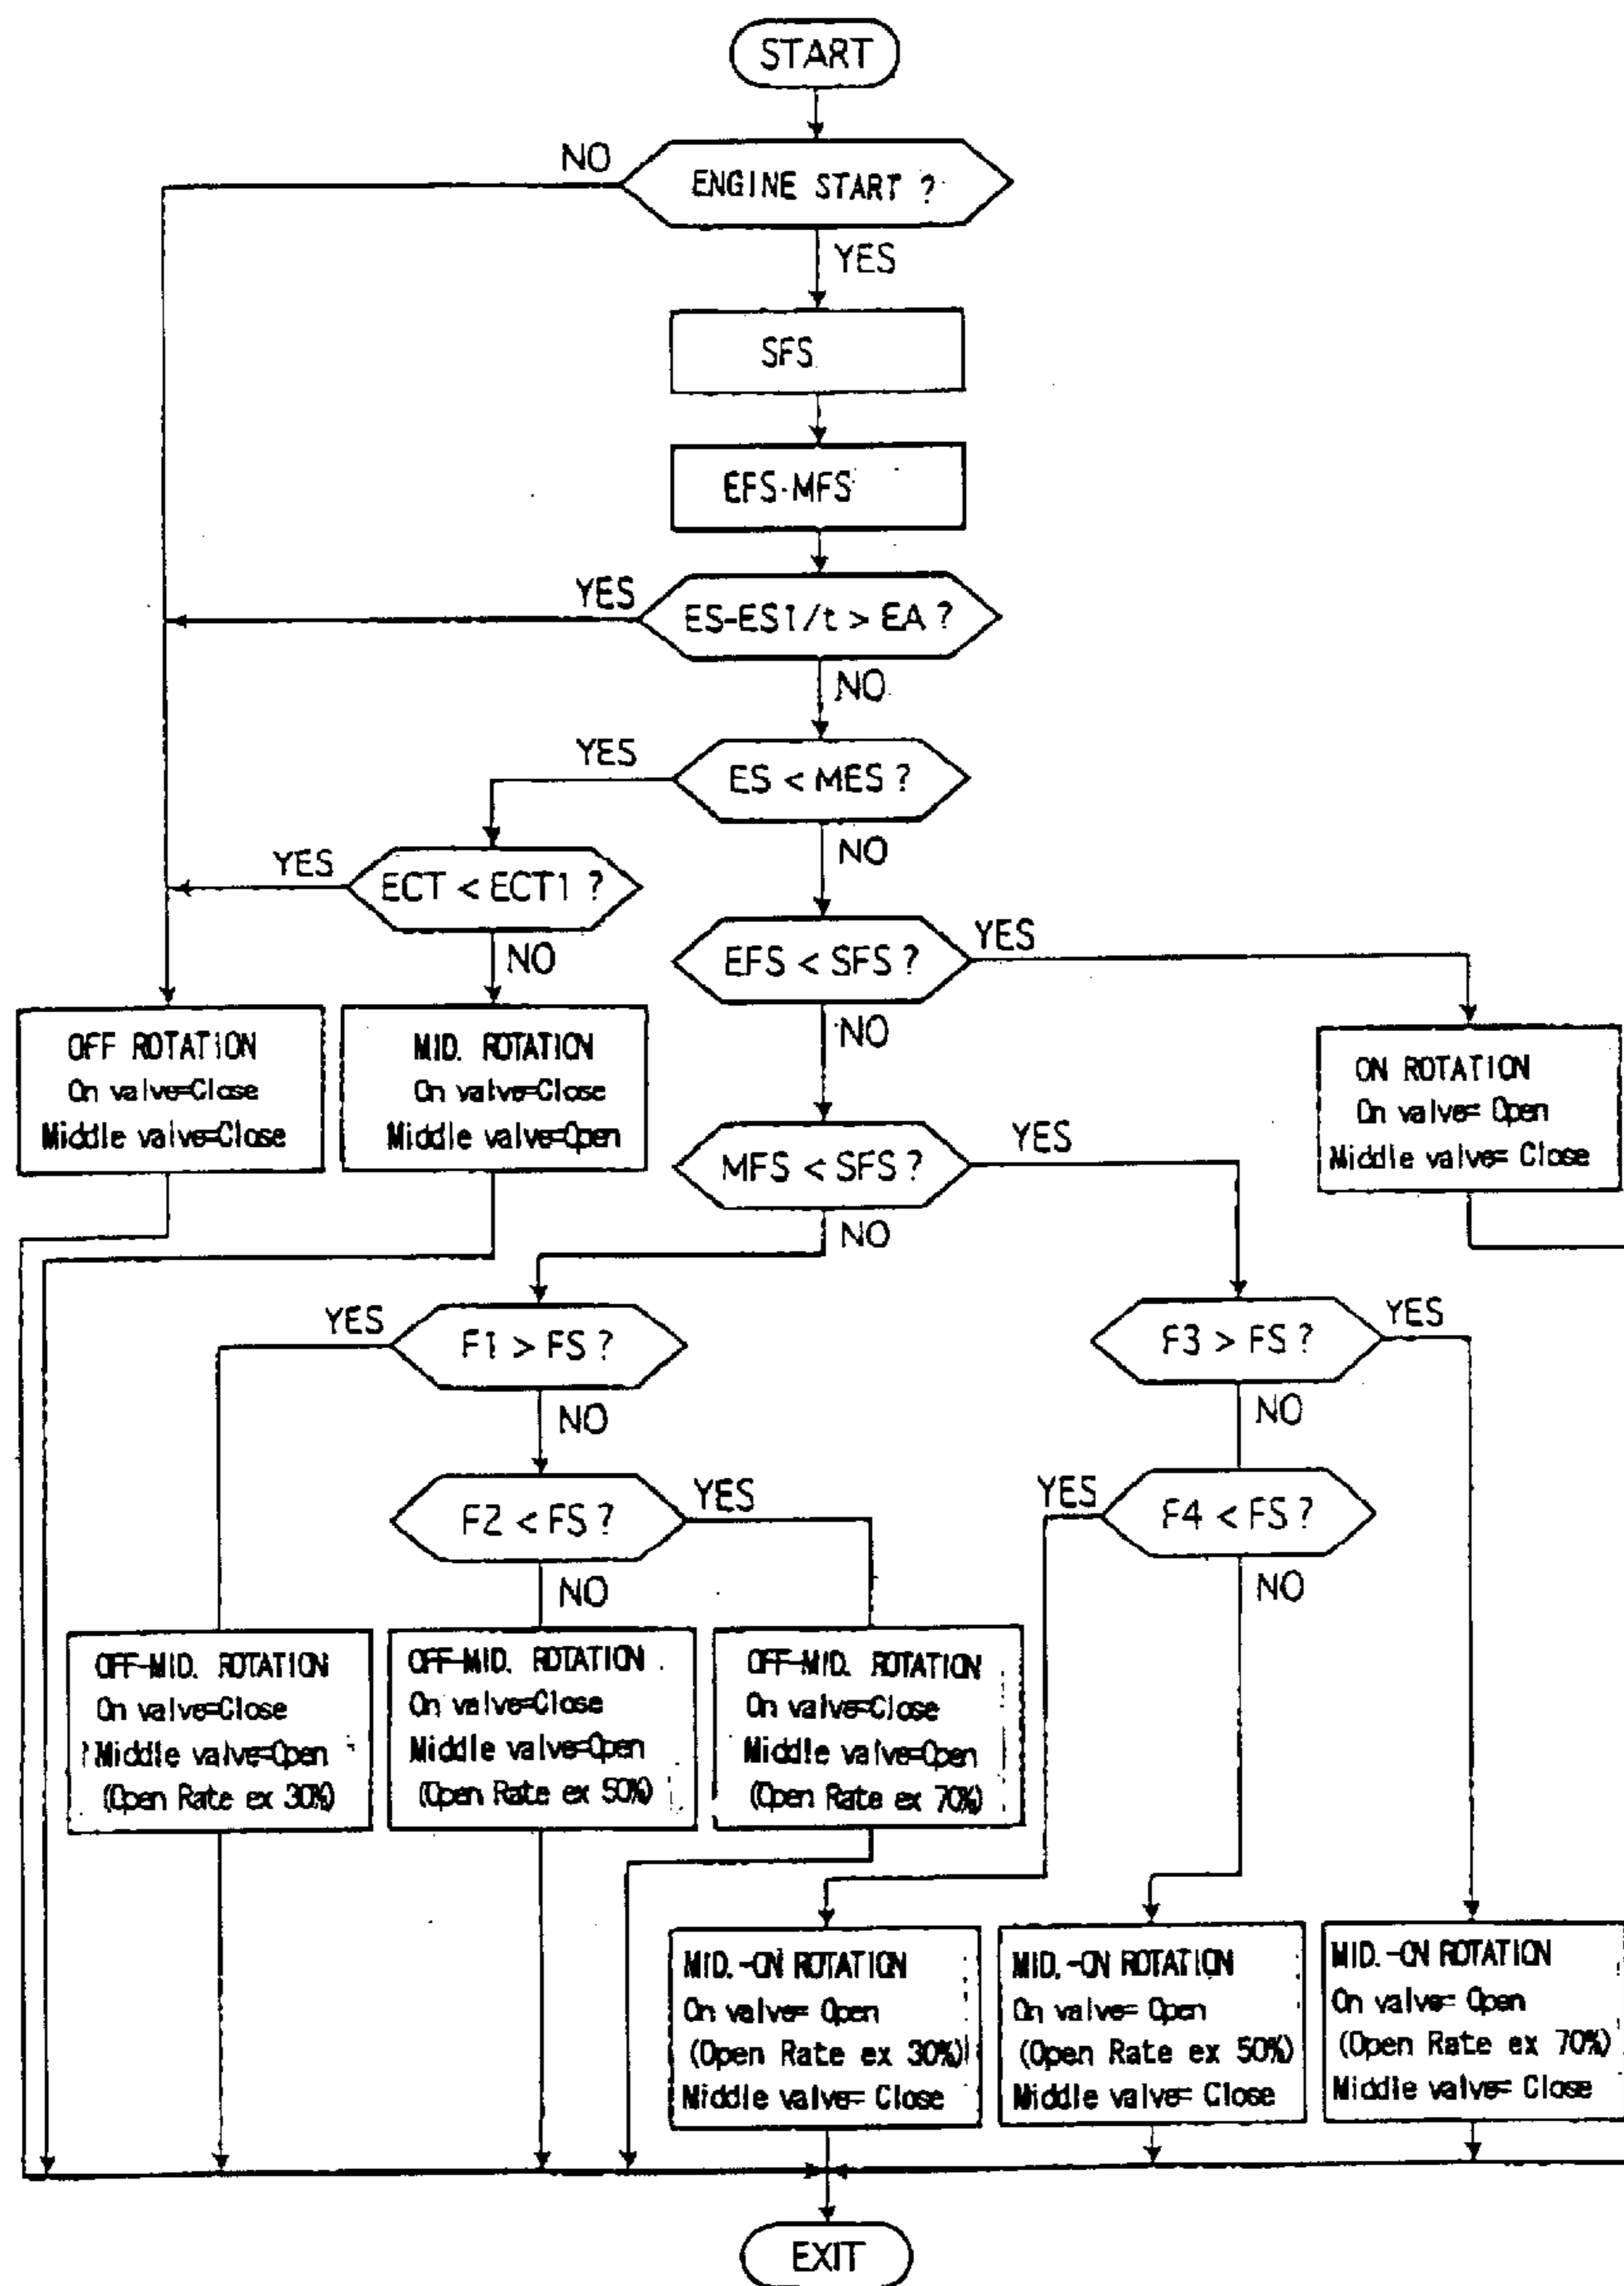 START
NO
ENGINE START ?
YES
SFS
EFS·MFS
YES
ES-ES1/t > EA ?
NO
YES
ES < MES ?
NO
YES
ECT < ECT1 ?
NO
EFS < SFS ?
YES
NO
OFF ROTATION
On valve=Close
Middle valve=Close
MID. ROTATION
On valve=Close
Middle valve=Open
ON ROTATION
On valve= Open
Middle valve= Close
MFS < SFS ?
YES
NO
YES
F1 > FS ?
NO
F3 > FS ?
YES
NO
F2 < FS ?
YES
NO
YES
F4 < FS ?
NO
OFF-MID. ROTATION
On valve=Close
Middle valve=Open
(Open Rate ex 30%)
OFF-MID. ROTATION
On valve=Close
Middle valve=Open
(Open Rate ex 50%)
OFF-MID. ROTATION
On valve=Close
Middle valve=Open
(Open Rate ex 70%)
MID.-ON ROTATION
On valve= Open
(Open Rate ex 30%)
Middle valve= Close
MID.-ON ROTATION
On valve= Open
(Open Rate ex 50%)
Middle valve= Close
MID.-ON ROTATION
On valve= Open
(Open Rate ex 70%)
Middle valve= Close
EXIT